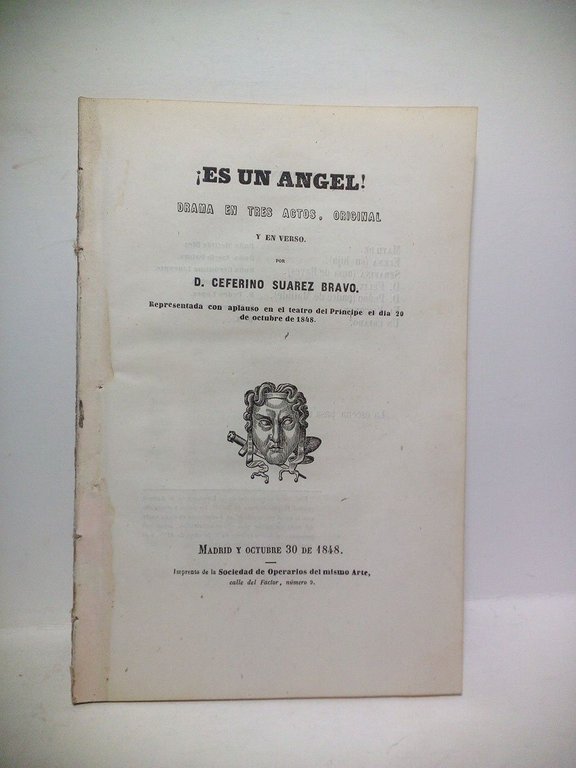 ¡ES UN ANGEL!
DRAMA EN TRES ACTOS, ORIGINAL
Y EN VERSO.
POR
D. CEFERINO SUAREZ BRAVO.
Representada con aplauso en el teatro del Príncipe el dia 20
de octubre de 1848.
MADRID Y OCTUBRE 30 DE 1848.
Imprenta de la Sociedad de Operarios del mismo Arte,
calle del Factor, número 9.